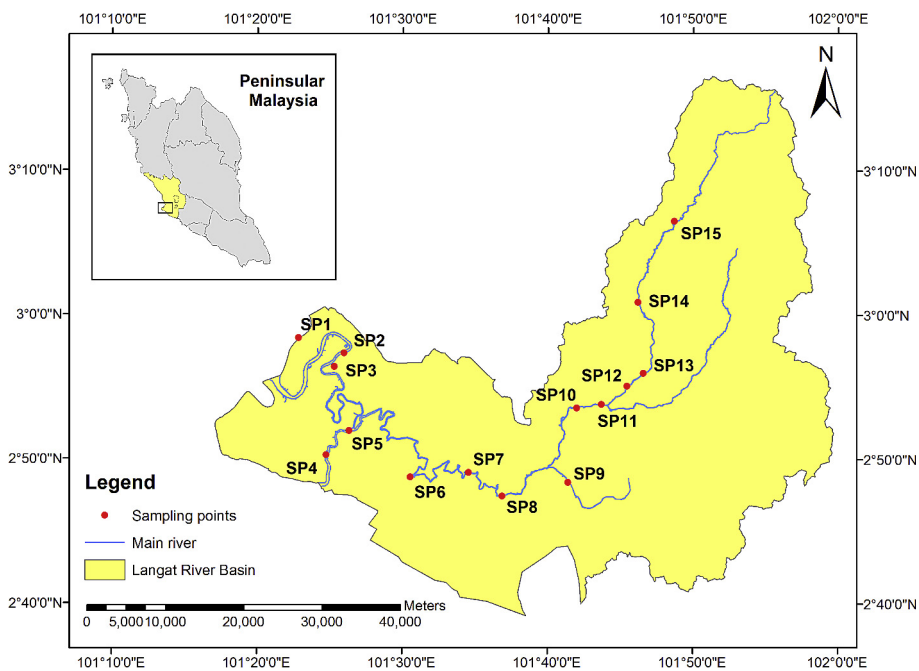 101°10'0"E 101°20'0"E 101°30'0"E 101°40'0"E 101°50'0"E 102°0'0"E
Peninsular
Malaysia
N
3°10'0"N 3°10'0"N
SP15
3°0'0"N SP14 3°0'0"N
SP1
SP2
SP3
SP13
SP12
SP10
SP11
SP5
SP4
2°50'0"N 2°50'0"N
SP7
SP9
SP6
SP8
Legend
Sampling points
Main river
Langat River Basin
2°40'0"N 2°40'0"N
Meters
0 5,000 10,000 20,000 30,000 40,000
101°10'0"E 101°20'0"E 101°30'0"E 101°40'0"E 101°50'0"E 102°0'0"E